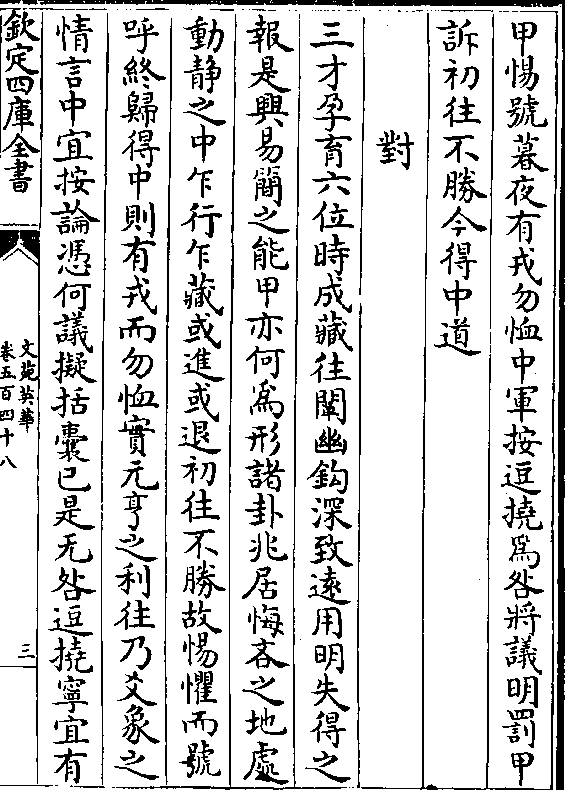 甲惕號暮夜有戎勿恤中軍按逗撓爲咎將議明罰甲
訴初往不勝今得中道
對
三才孕育六位時成藏往闡幽鈎深致遠用明失得之
報是興易簡之能甲亦何爲形諸卦兆居悔吝之地處
動静之中乍行乍藏或進或退初往不勝故惕懼而號
呼終歸得中則有戎而勿恤實元亨之利往乃爻象之
情言中宜按論憑何議擬括囊已是无咎逗撓寧宜有
欽定四庫全書
文苑英華
卷五百四十八
三